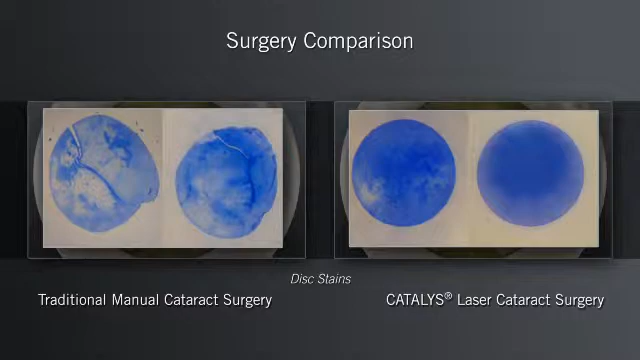 Surgery Comparison
Disc Stains
Traditional Manual Cataract Surgery
CATALYS® Laser Cataract Surgery